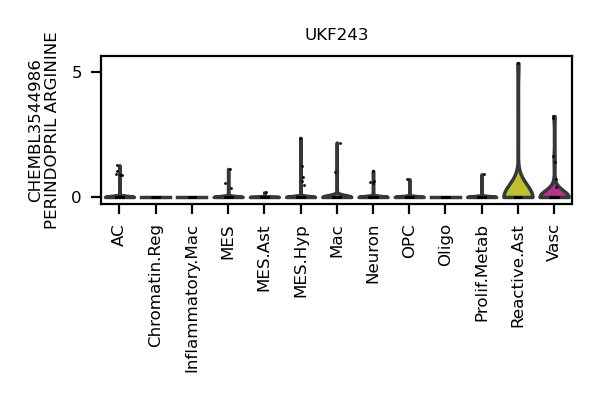 UKF243
CHEMBL3544986
PERINDOPRIL ARGININE
5
0
AC
Chromatin.Reg
Inflammatory.Mac
MES
MES.Ast
MES.Hyp
Mac
Neuron
OPC
Oligo
Prolif.Metab
Reactive.Ast
Vasc